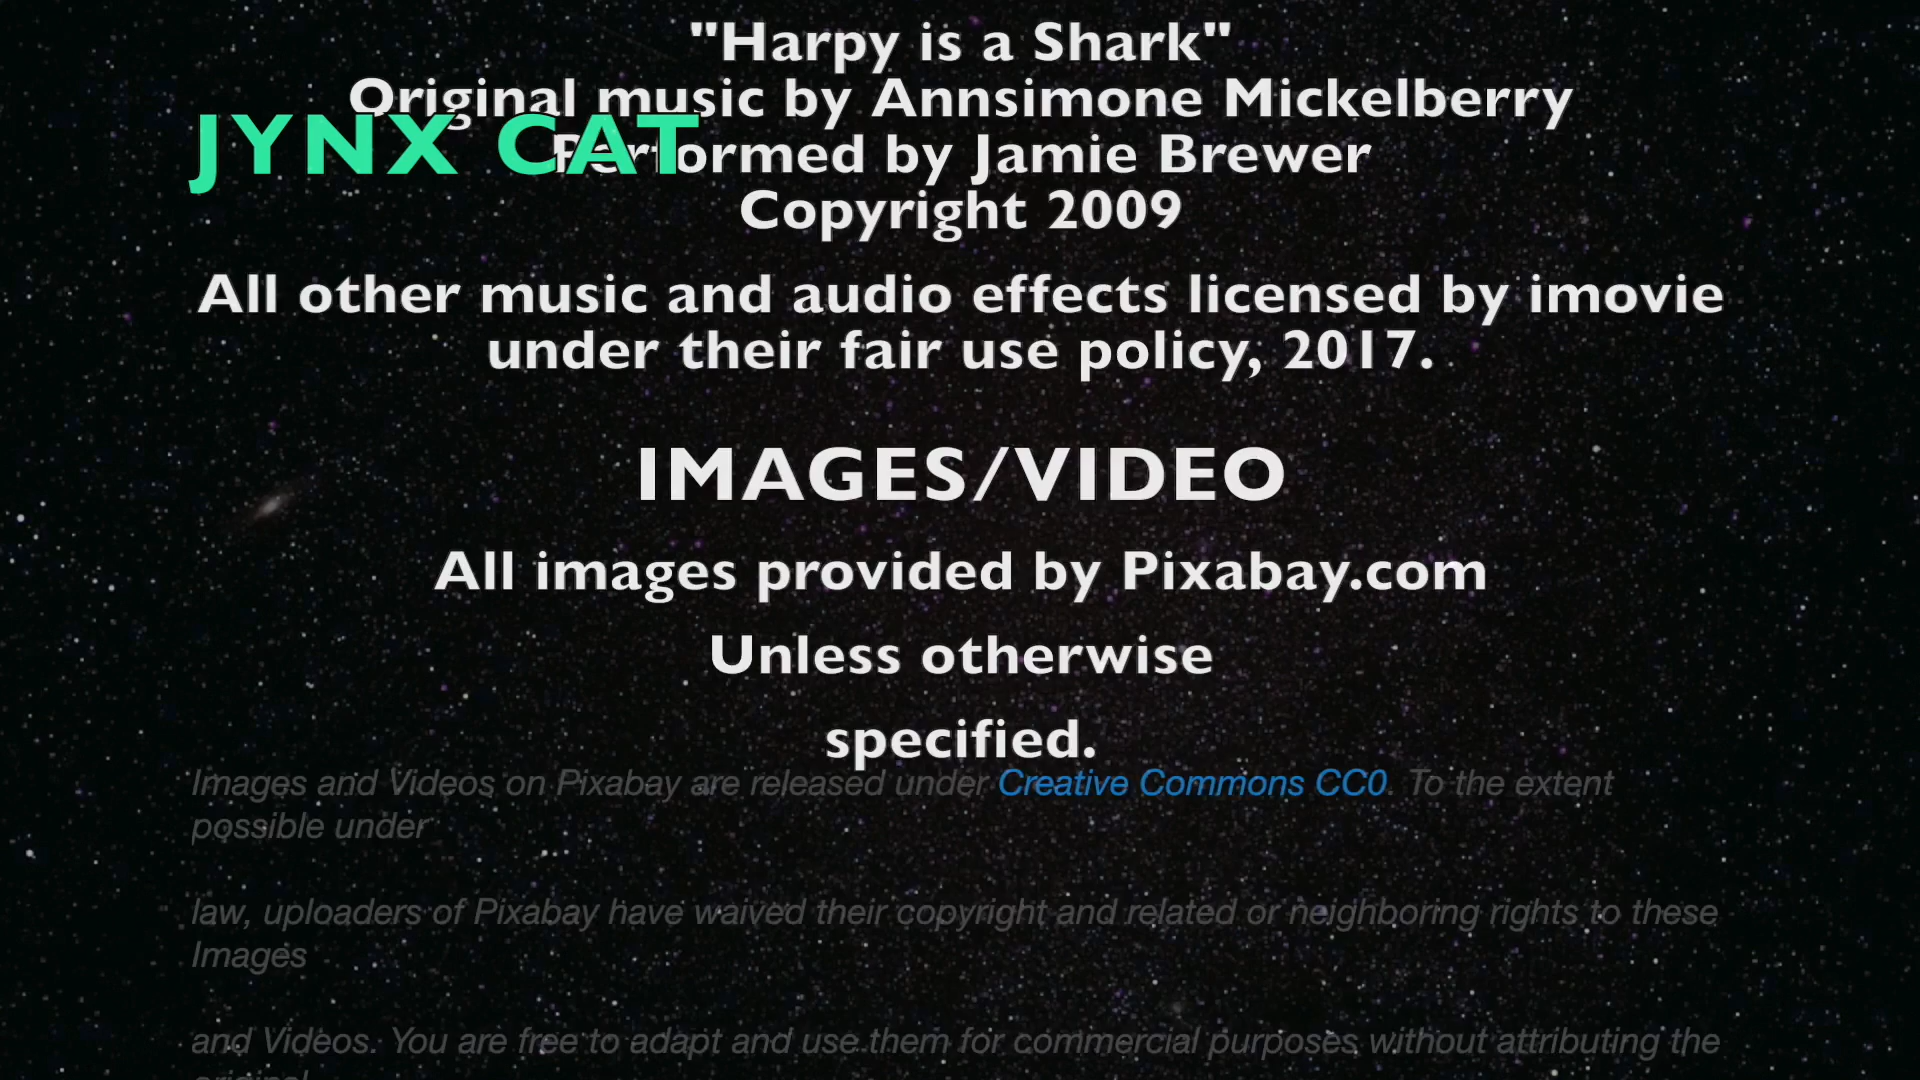 "Harpy is a Shark"
Original music by Annsimone Mickelberry
JYNX CAT
Performed by Jamie Brewer
Copyright 2009
All other music and audio effects licensed by imovie
under their fair use policy, 2017.
IMAGES/VIDEO
All images provided by Pixabay.com
Unless otherwise
specified.
Images and Videos on Pixabay are released under Creative Commons CC0. To the extent
possible under
law, uploaders of Pixabay have waived their copyright and related or neighboring rights to these
Images
and Videos. You are free to adapt and use them for commercial purposes without attributing the
original